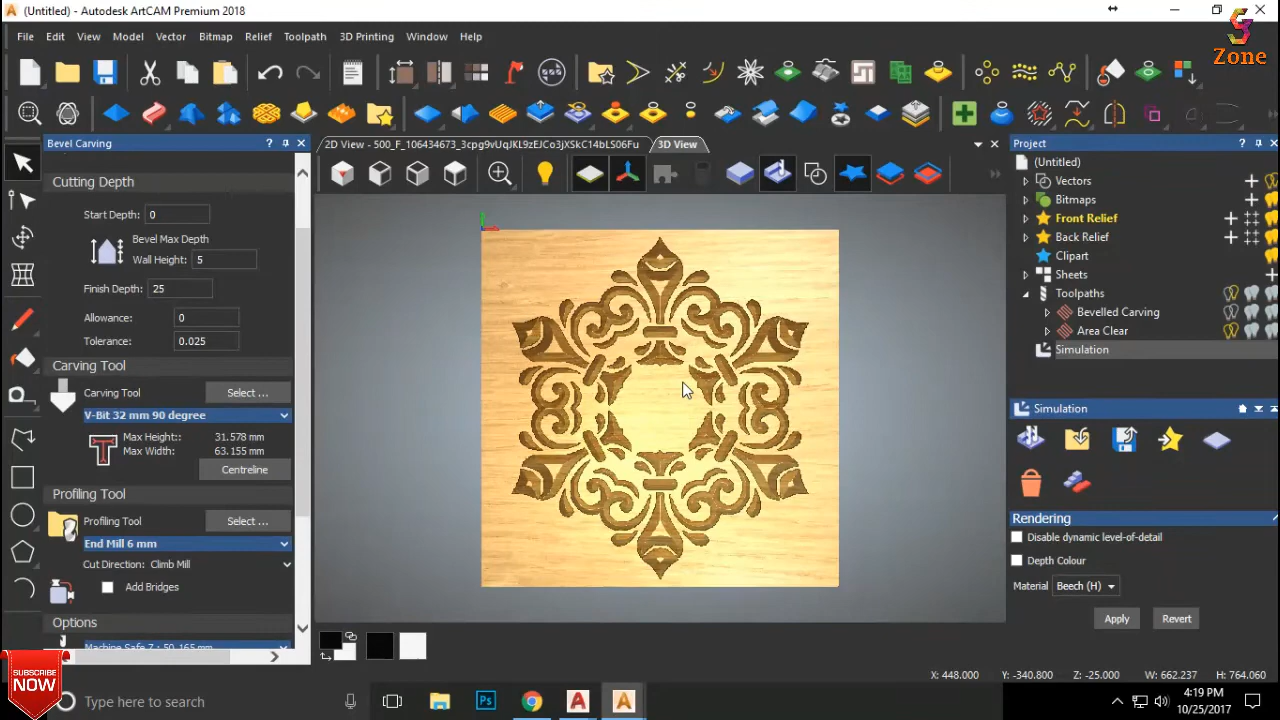 (Untitled) - Autodesk ArtCAM Premium 2018
File Edit View Model Vector Bitmap Relief Toolpath 3D Printing Window Help
Zone
Bevel Carving
2D View - 500_F_106434673_3cpg9vUqJKL9zEJCo3jXSkC14bLS06Fu
3D View
Project
Cutting Depth
Start Depth: 0
Bevel Max Depth
Wall Height: 5
Finish Depth: 25
Allowance: 0
Tolerance: 0.025
Carving Tool
Carving Tool Select ...
V-Bit 32 mm 90 degree
Max Height:: 31.578 mm
Max Width: 63.155 mm
Centreline
Profiling Tool
Profiling Tool Select ...
End Mill 6 mm
Cut Direction: Climb Mill
Add Bridges
Options
Machine Safe Z : 50.165 mm
(Untitled)
Vectors
Bitmaps
Front Relief
Back Relief
Clipart
Sheets
Toolpaths
Bevelled Carving
Area Clear
Simulation
Simulation
Rendering
Disable dynamic level-of-detail
Depth Colour
Material Beech (H)
Apply Revert
X: 448.000 Y: -340.800 Z: -25.000 W: 662.237 H: 764.060
SUBSCRIBE
NOW
Type here to search
Ps
4:19 PM
10/25/2017